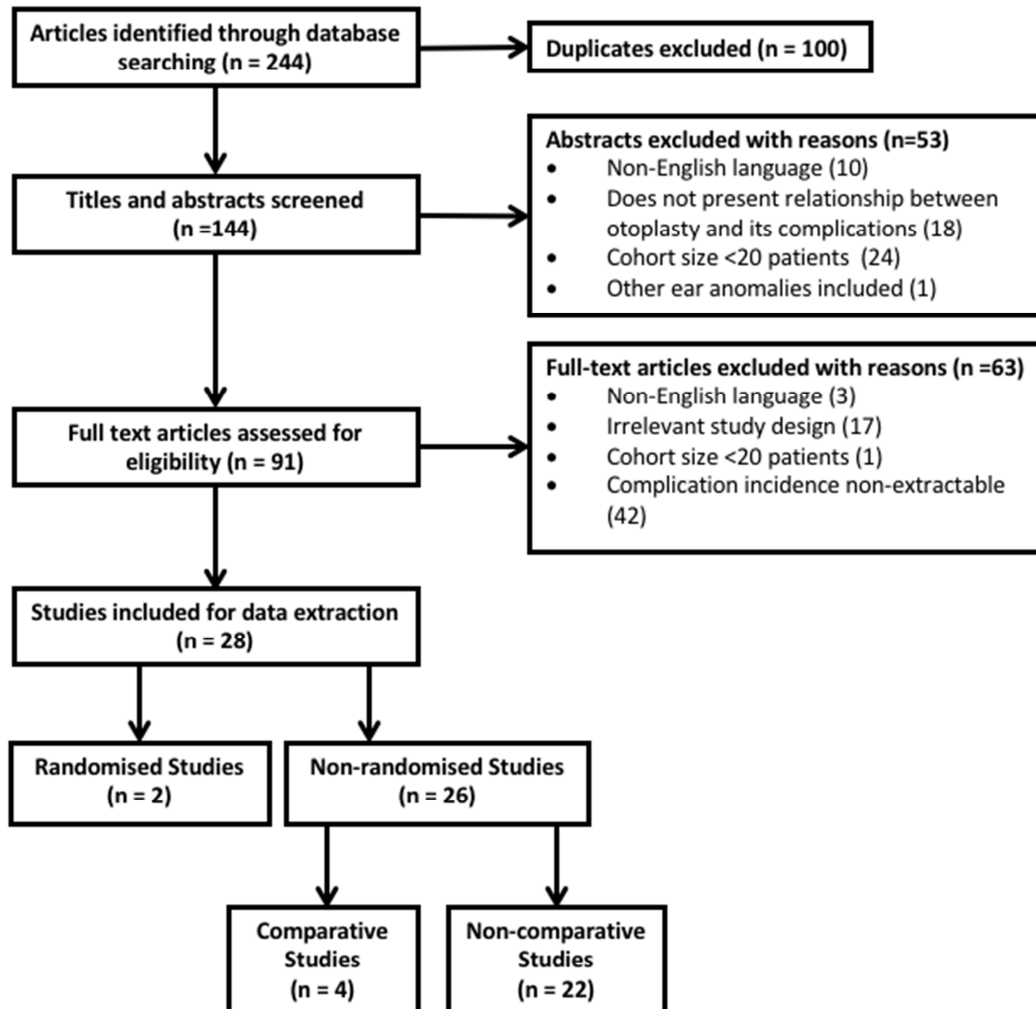 Articles identified through database
searching (n = 244)
Duplicates excluded (n = 100)
Titles and abstracts screened
(n =144)
Abstracts excluded with reasons (n=53)
• Non-English language (10)
• Does not present relationship between
otoplasty and its complications (18)
• Cohort size <20 patients (24)
• Other ear anomalies included (1)
Full text articles assessed for
eligibility (n = 91)
Full-text articles excluded with reasons (n =63)
• Non-English language (3)
• Irrelevant study design (17)
• Cohort size <20 patients (1)
• Complication incidence non-extractable
(42)
Studies included for data extraction
(n = 28)
Randomised Studies
(n = 2)
Non-randomised Studies
(n = 26)
Comparative
Studies
(n = 4)
Non-comparative
Studies
(n = 22)